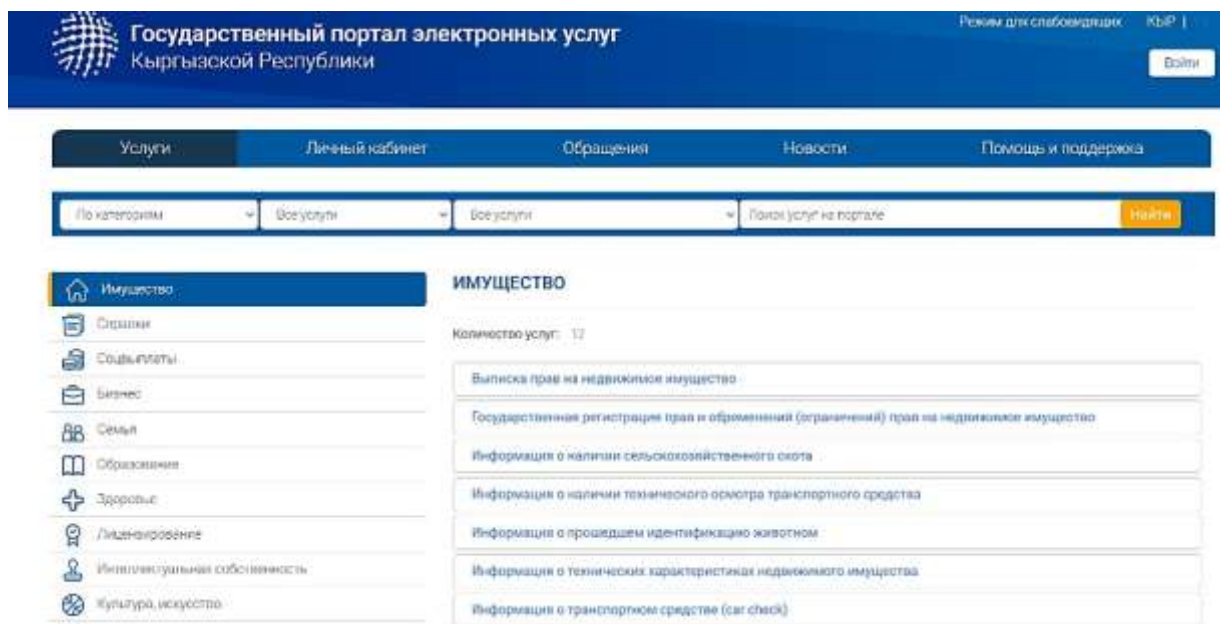 Режим для слабовидящих КЫР |
Государственный портал электронных услуг
Кыргызской Республики
Войти
Услуги Личный кабинет Обращения Новости Помощь и поддержка
По категориям Все услуги Все услуги Поиск услуг на портале Найти
Имущество
Справки
Соцвыплаты
Бизнес
Семья
Образование
Здоровье
Лицензирование
Интеллектуальная собственность
Культура, искусство
ИМУЩЕСТВО
Количество услуг: 12
Выписка прав на недвижимое имущество
Государственная регистрация прав и обременений (ограничений) прав на недвижимое имущество
Информация о наличии сельскохозяйственного скота
Информация о наличии технического осмотра транспортного средства
Информация о прошедшем идентификацию животном
Информация о технических характеристиках недвижимого имущества
Информация о транспортном средстве (car check)